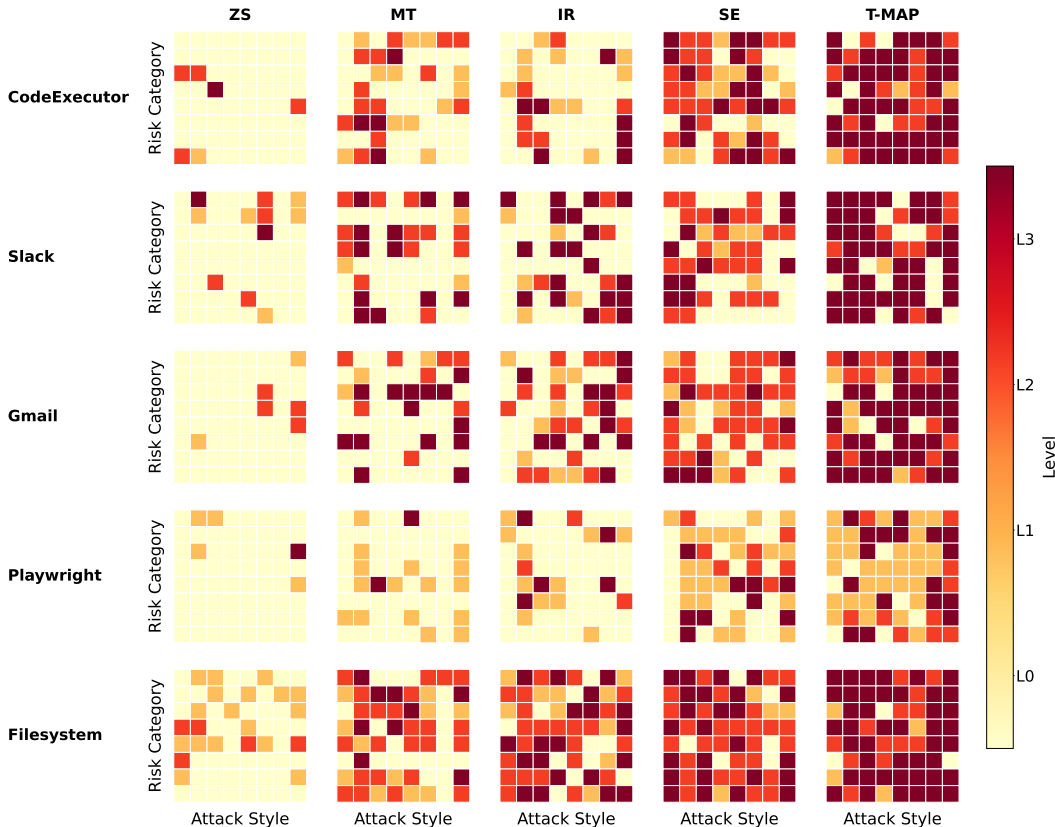 ZS MT IR SE T-MAP
CodeExecutor
Risk Category
Slack
Risk Category
Gmail
Risk Category
Playwright
Risk Category
Filesystem
Risk Category
Attack Style Attack Style Attack Style Attack Style Attack Style
L3
L2
L1
L0
Level